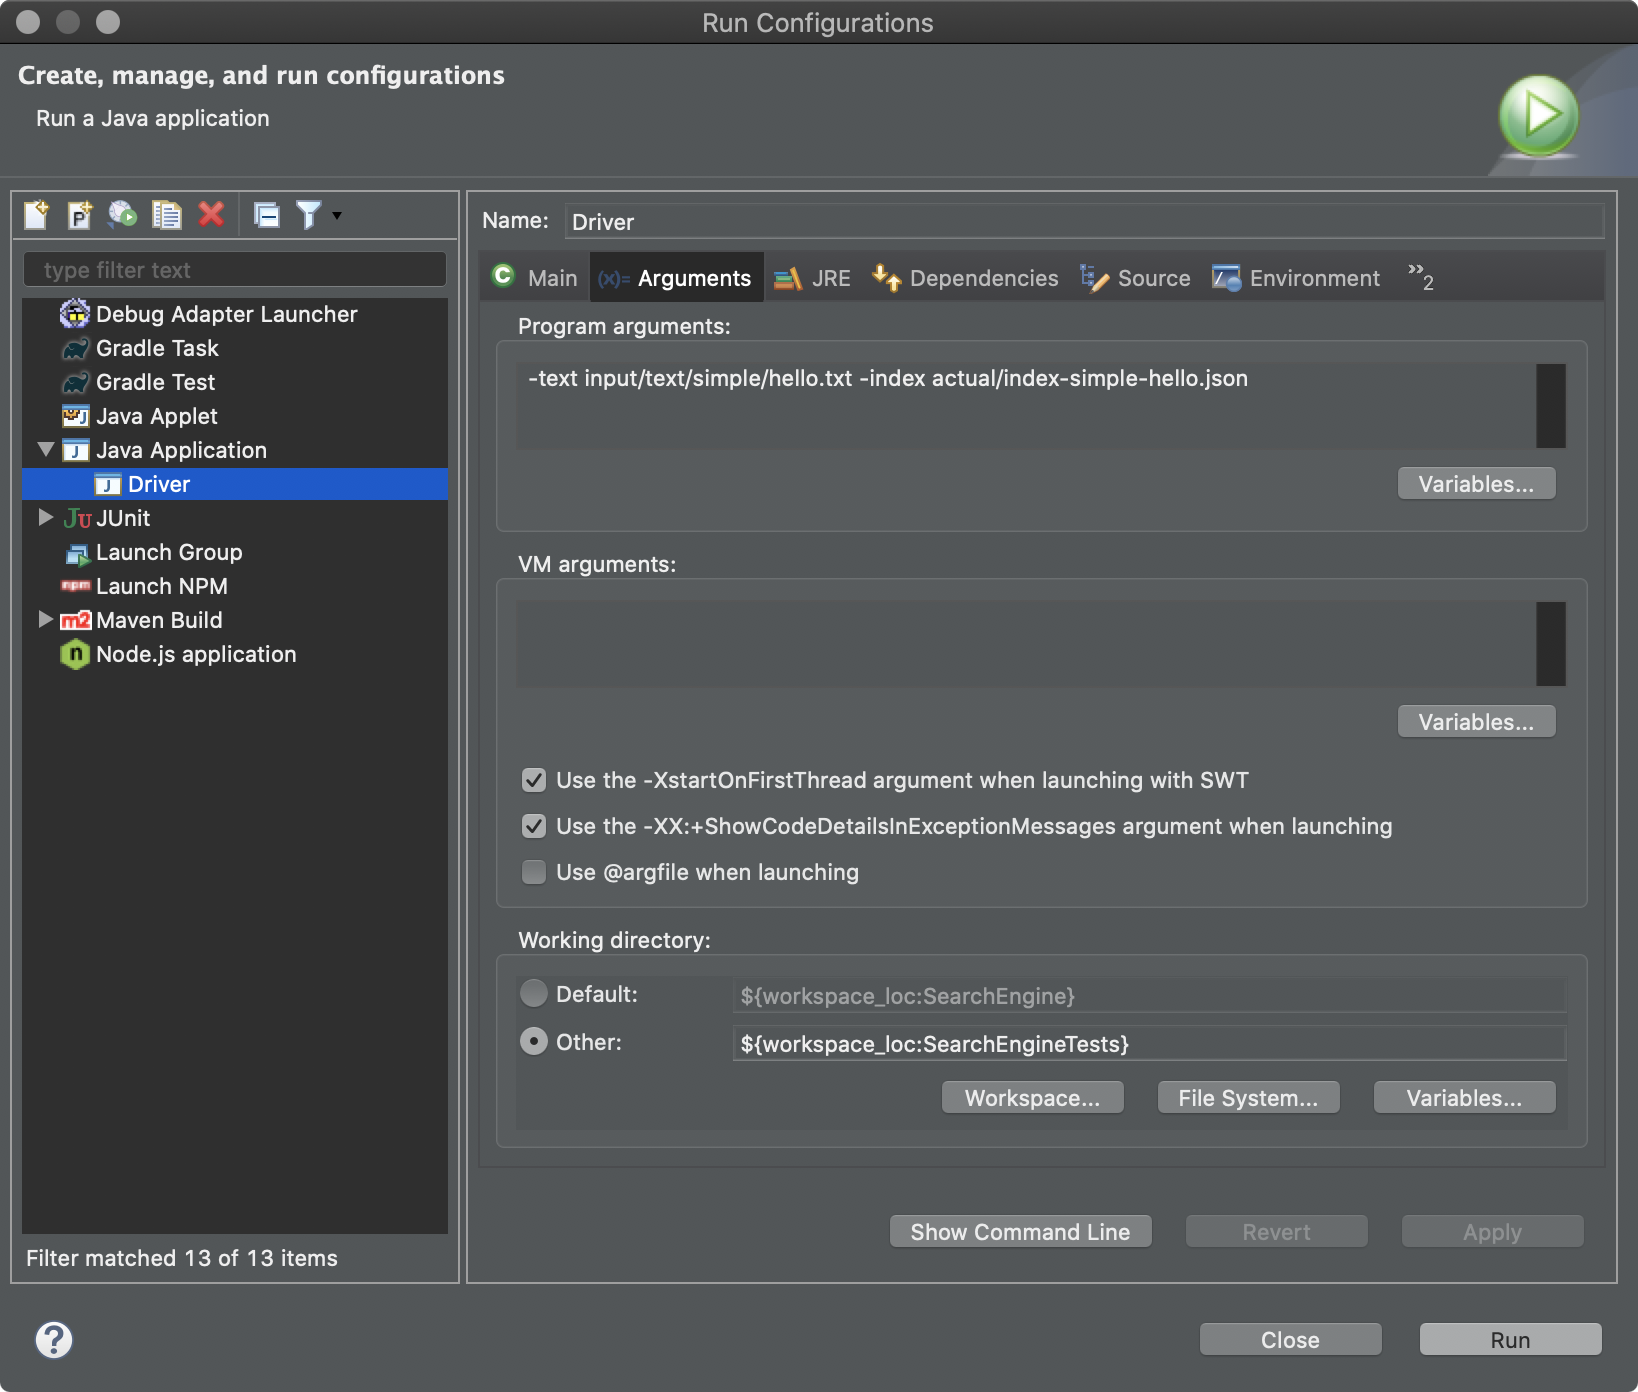 Run Configurations
Create, manage, and run configurations
Run a Java application
type filter text
Debug Adapter Launcher
Gradle Task
Gradle Test
Java Applet
Java Application
Driver
JUnit
Launch Group
Launch NPM
Maven Build
Node.js application
Filter matched 13 of 13 items
Name: Driver
Main (x)= Arguments JRE Dependencies Source Environment »2
Program arguments:
-text input/text/simple/hello.txt -index actual/index-simple-hello.json
Variables...
VM arguments:
Variables...
Use the -XstartOnFirstThread argument when launching with SWT
Use the -XX:+ShowCodeDetailsInExceptionMessages argument when launching
Use @argfile when launching
Working directory:
Default: ${workspace_loc:SearchEngine}
Other: ${workspace_loc:SearchEngineTests}
Workspace... File System... Variables...
Show Command Line Revert Apply
? Close Run